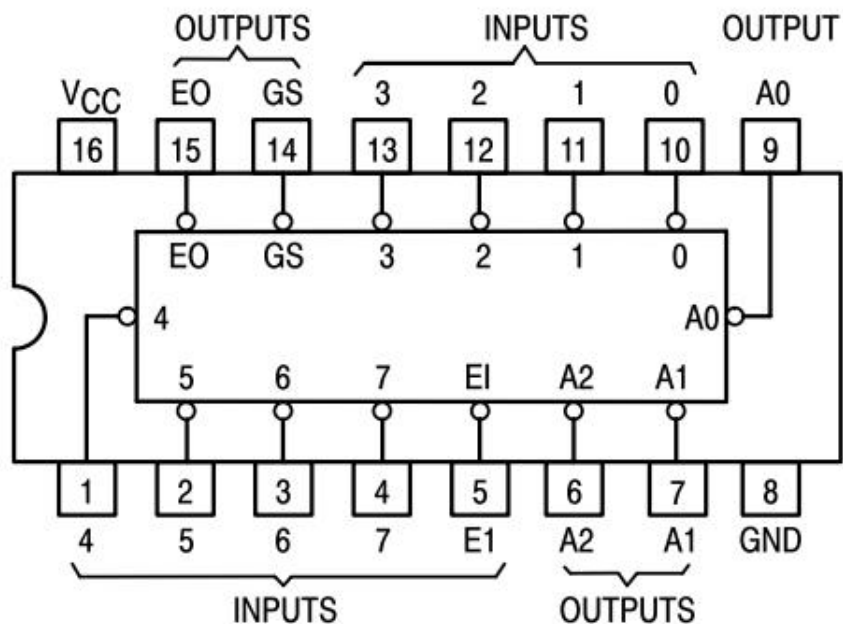 OUTPUTS INPUTS OUTPUT
VCC EO GS 3 2 1 0 A0
16 15 14 13 12 11 10 9
EO GS 3 2 1 0
4 A0
5 6 7 EI A2 A1
1 2 3 4 5 6 7 8
4 5 6 7 E1 A2 A1 GND
INPUTS OUTPUTS